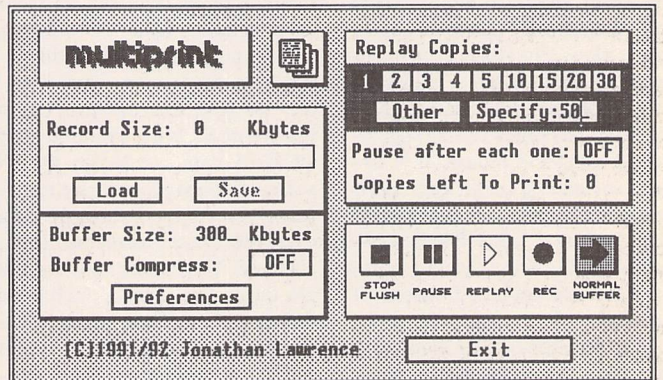 multiprint
Record Size: 0 Kbytes
Load Save
Buffer Size: 300_ Kbytes
Buffer Compress: OFF
Preferences
Replay Copies:
1 2 3 4 5 10 15 20 30
Other Specify:50_
Pause after each one: OFF
Copies Left To Print: 0
STOP FLUSH
PAUSE
REPLAY
REC
NORMAL BUFFER
[C]1991/92 Jonathan Lawrence
Exit